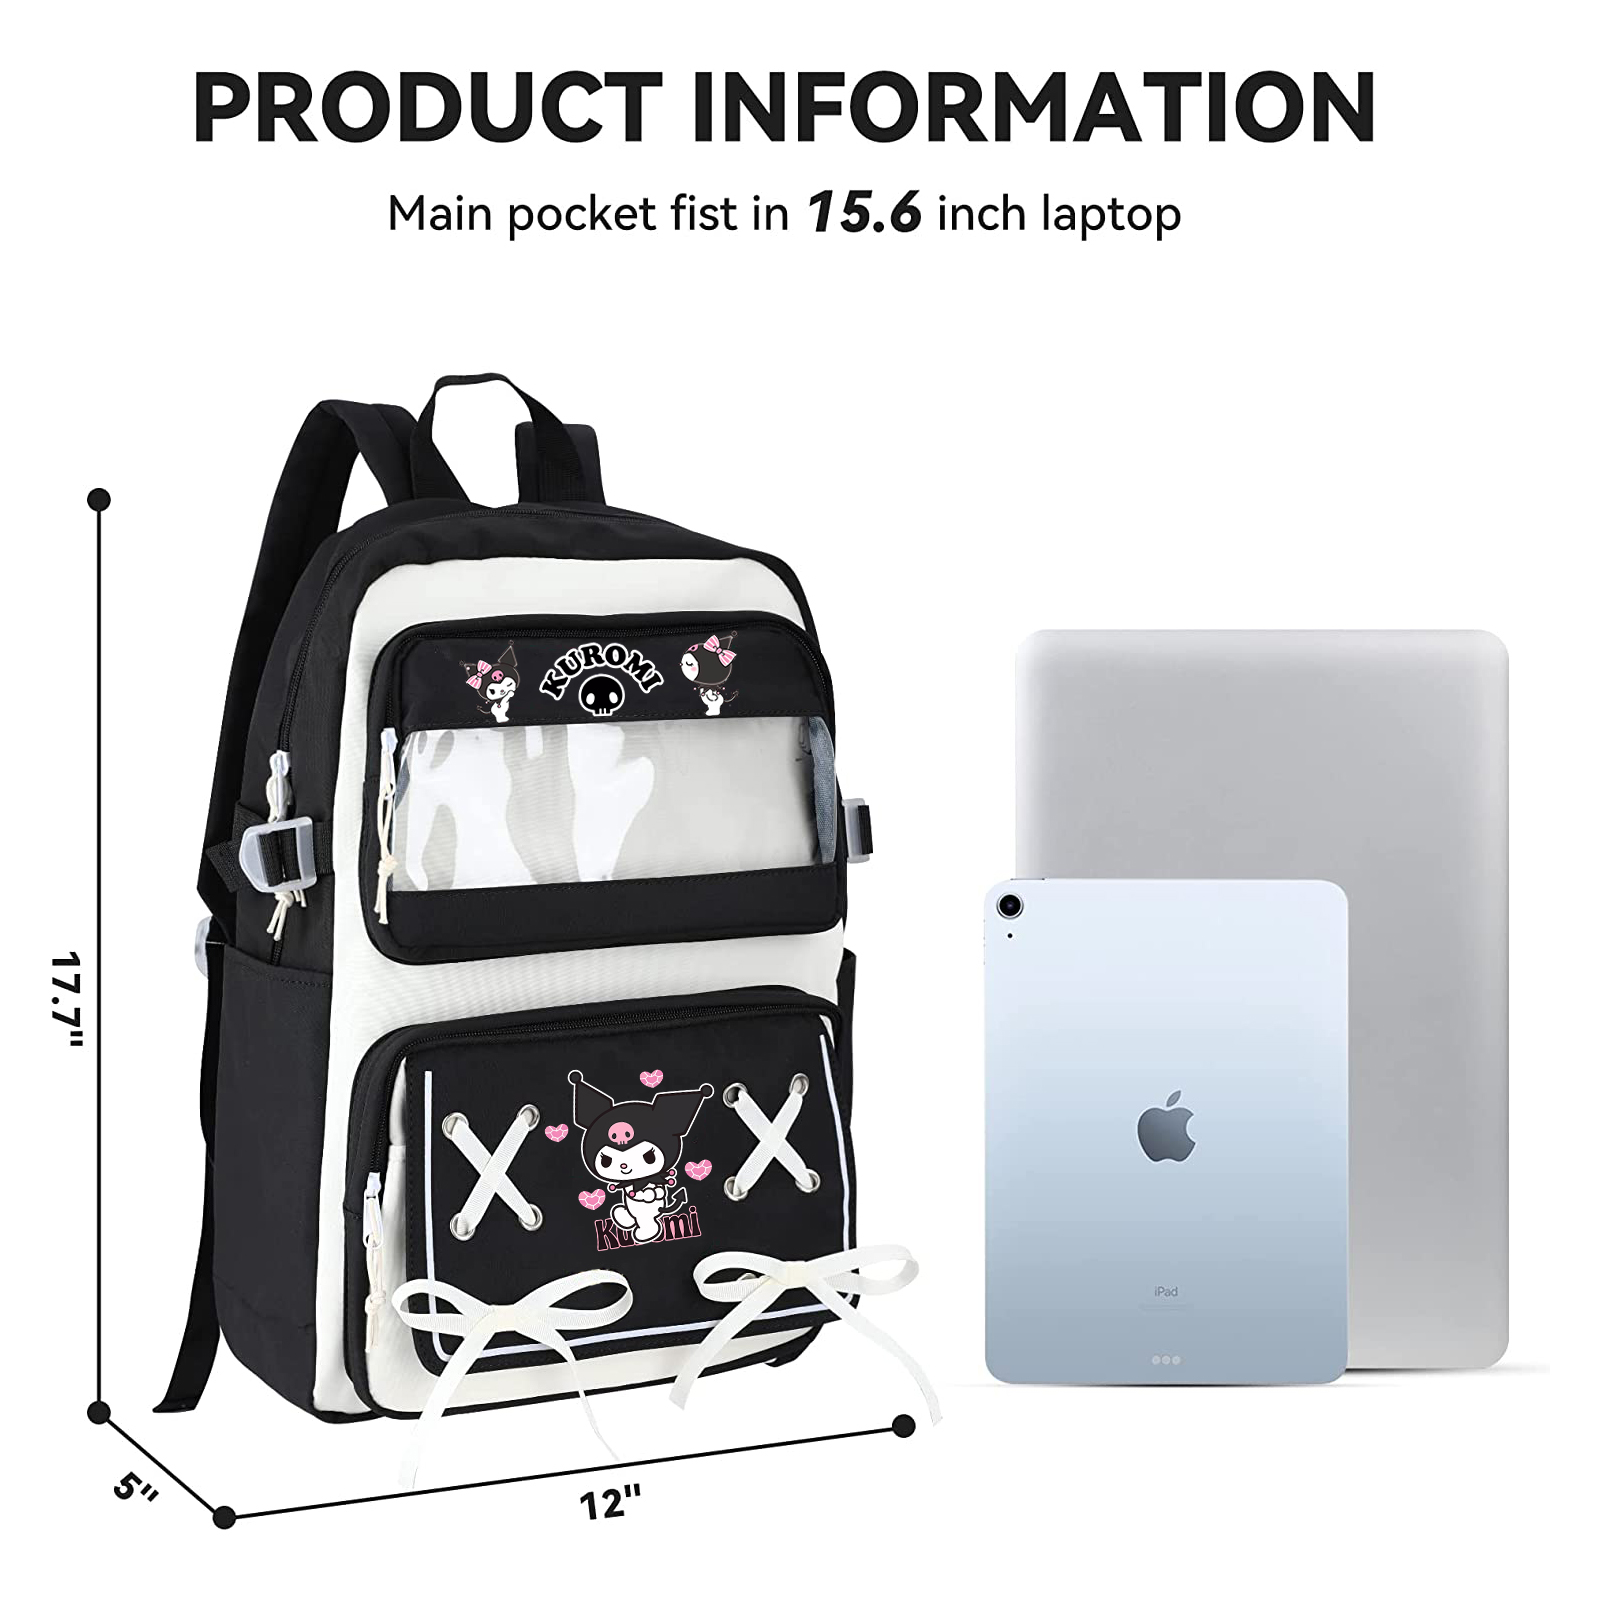 PRODUCT INFORMATION
Main pocket fist in 15.6 inch laptop
KUROMI
Kuromi
17.7"
5"
12"
iPad